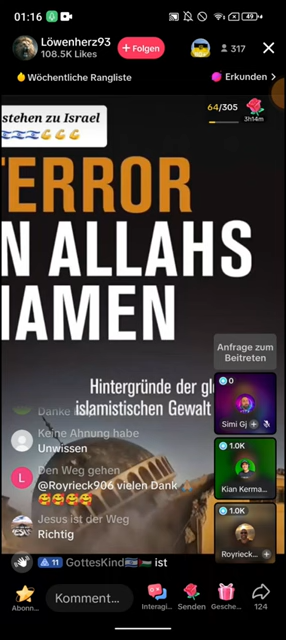 01:16
49
Löwenherz93
108.5K Likes
+ Folgen
317
Wöchentliche Rangliste
Erkunden >
64/305
3h14m
stehen zu Israel
TERROR
N ALLAHS
NAMEN
Anfrage zum
Beitreten
Hintergründe der gl
islamistischen Gewalt
0
Simi Gj
Keine Ahnung habe
Unwissen
1.0K
Kian Kerma...
Den Weg gehen
L
@Royrieck906 vielen Dank
1.0K
Royrieck...
Jesus ist der Weg
Richtig
11 GottesKind ist
Abonn...
Komment...
Interagi...
Senden
Gesche...
124